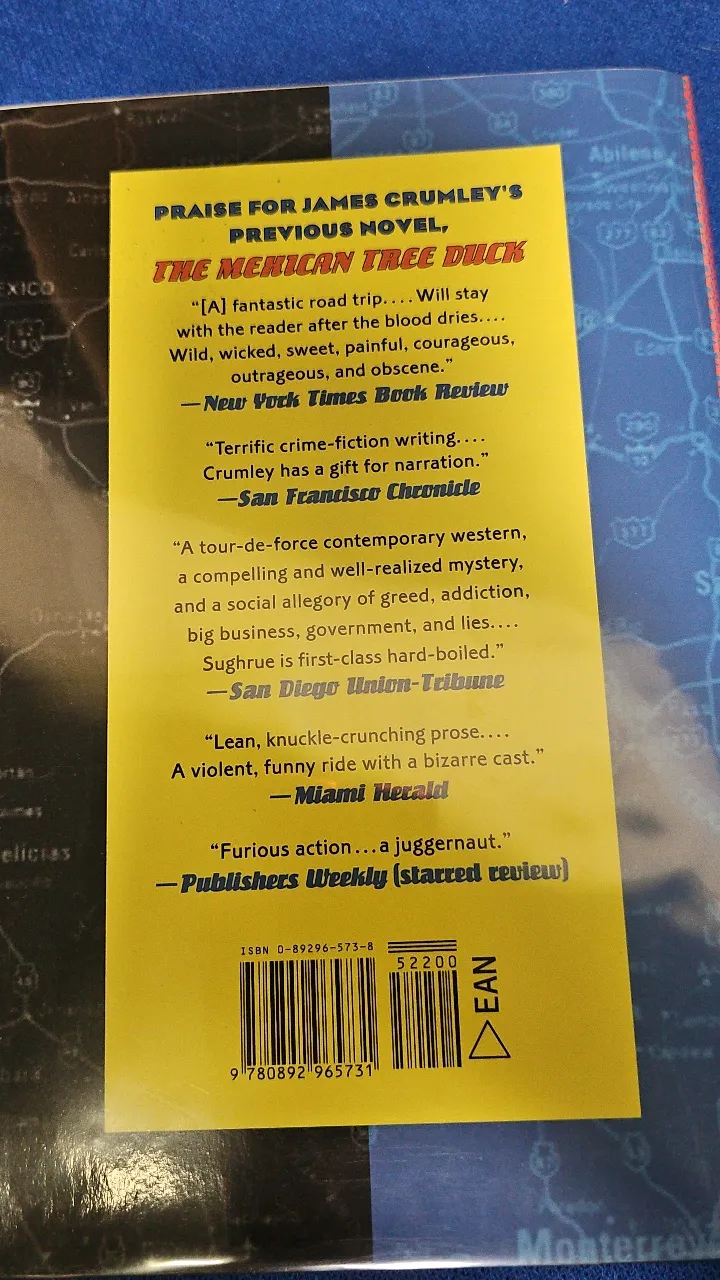 PRAISE FOR JAMES CRUMLEY'S
PREVIOUS NOVEL,
THE MEXICAN TREE DUCK
“[A] fantastic road trip.... Will stay
with the reader after the blood dries....
Wild, wicked, sweet, painful, courageous,
outrageous, and obscene.”
—New York Times Book Review
“Terrific crime-fiction writing....
Crumley has a gift for narration.”
—San Francisco Chronicle
“A tour-de-force contemporary western,
a compelling and well-realized mystery,
and a social allegory of greed, addiction,
big business, government, and lies....
Sughrue is first-class hard-boiled.”
—San Diego Union-Tribune
“Lean, knuckle-crunching prose....
A violent, funny ride with a bizarre cast.”
—Miami Herald
“Furious action...a juggernaut.”
—Publishers Weekly (starred review)
ISBN 0-89296-573-8
52200
EAN
9 780892 965731
Abilene
EXICO
277
elicias
Monterrey